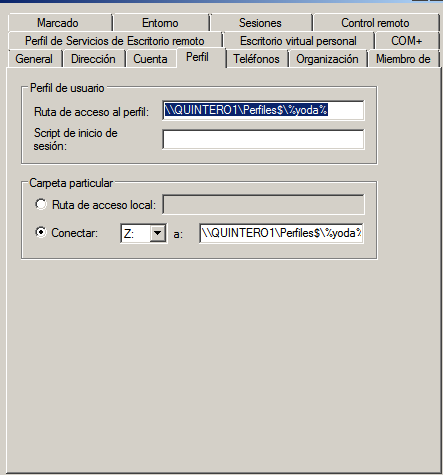 Marcado Entorno Sesiones Control remoto
Perfil de Servicios de Escritorio remoto Escritorio virtual personal COM+
General Dirección Cuenta Perfil Teléfonos Organización Miembro de
Perfil de usuario
Ruta de acceso al perfil: \\QUINTERO1\Perfiles$\%yoda%
Script de inicio de
sesión:
Carpeta particular
Ruta de acceso local:
Conectar: Z: a: \\QUINTERO1\Perfiles$\%yoda%